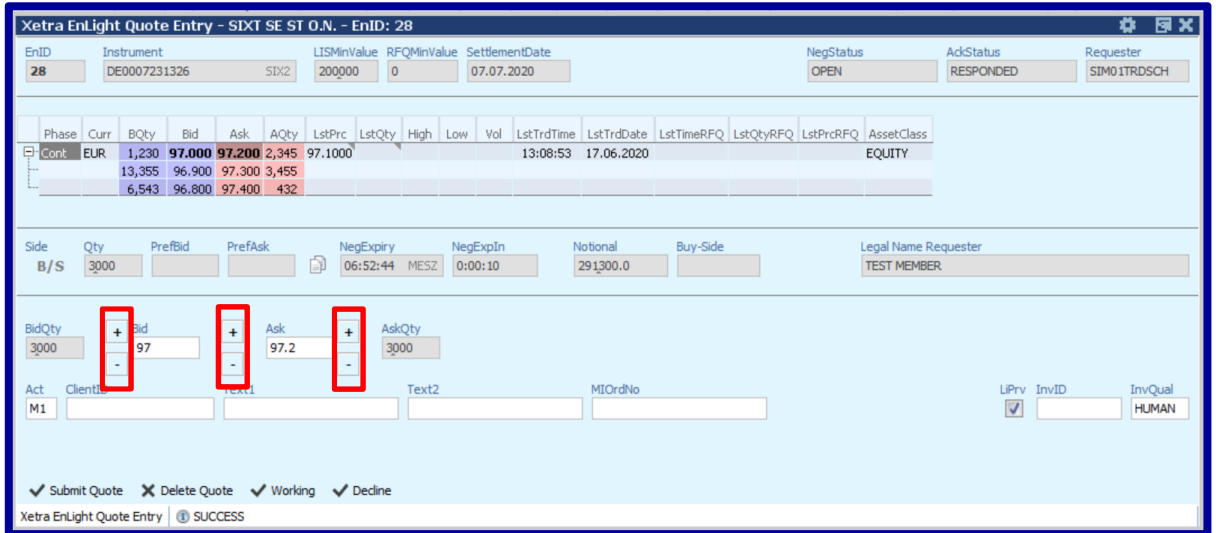 Xetra EnLight Quote Entry - SIXT SE ST O.N. - EnID: 28
EnID Instrument LISMinValue RFQMinValue SettlementDate NegStatus AckStatus Requester
28 DE0007231326 SIX2 200000 0 07.07.2020 OPEN RESPONDED SIM01TRDSCH
Phase Curr BQty Bid Ask AQty LstPrc LstQty High Low Vol LstTrdTime LstTrdDate LstTimeRFQ LstQtyRFQ LstPrcRFQ AssetClass
Cont EUR 1,230 97.000 97.200 2,345 97.1000 13:08:53 17.06.2020 EQUITY
13,355 96.900 97.300 3,455
6,543 96.800 97.400 432
Side Qty PrefBid PrefAsk NegExpiry NegExpIn Notional Buy-Side Legal Name Requester
B/S 3000 06:52:44 MESZ 0:00:10 291300.0 TEST MEMBER
BidQty + Bid + Ask + AskQty
3000 - 97 - 97.2 - 3000
Act ClientID Text1 Text2 MIOrdNo LiPrv InvID InvQual
M1 HUMAN
Submit Quote Delete Quote Working Decline
Xetra EnLight Quote Entry SUCCESS